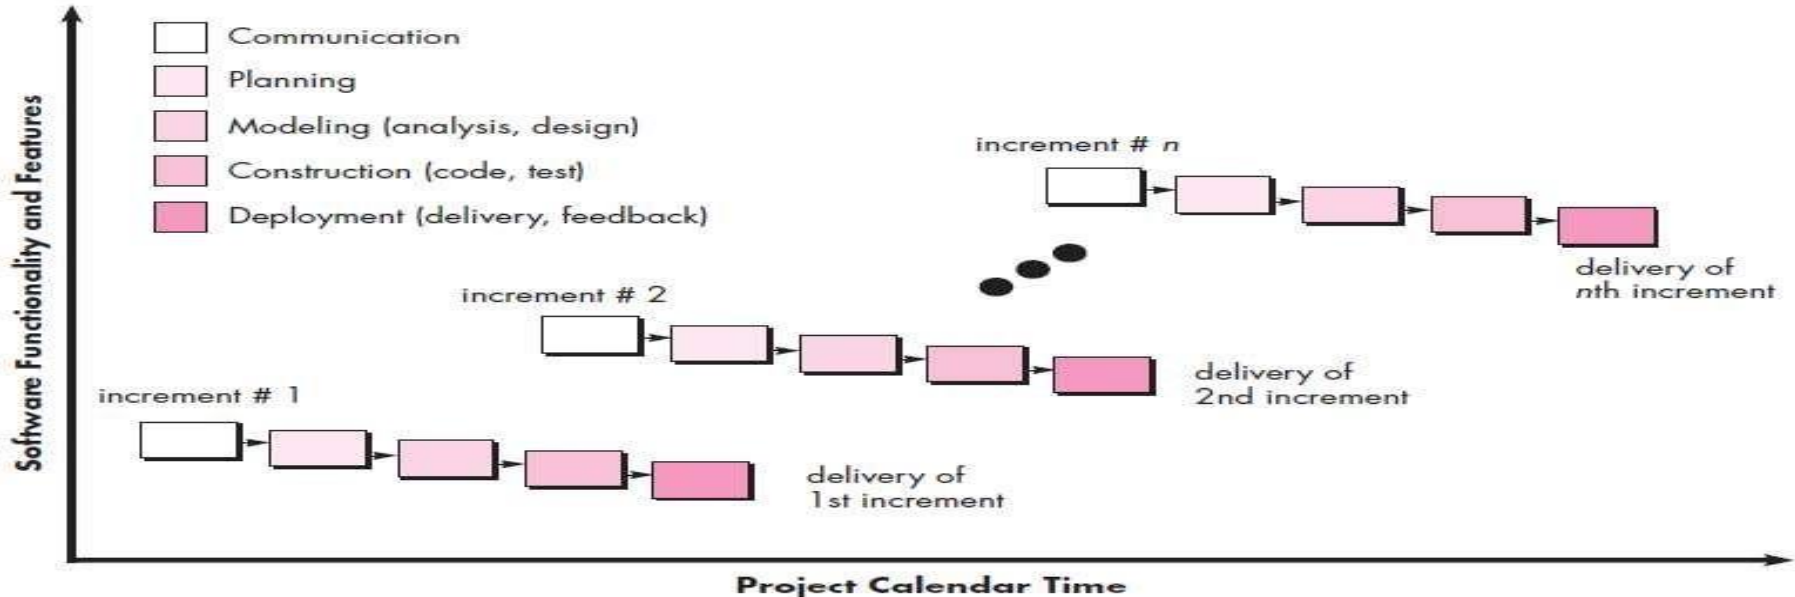 Communication
Planning
Modeling (analysis, design)
Construction (code, test)
Deployment (delivery, feedback)
Software Functionality and Features
increment # n
delivery of
nth increment
increment # 2
delivery of
2nd increment
increment # 1
delivery of
1st increment
Project Calendar Time